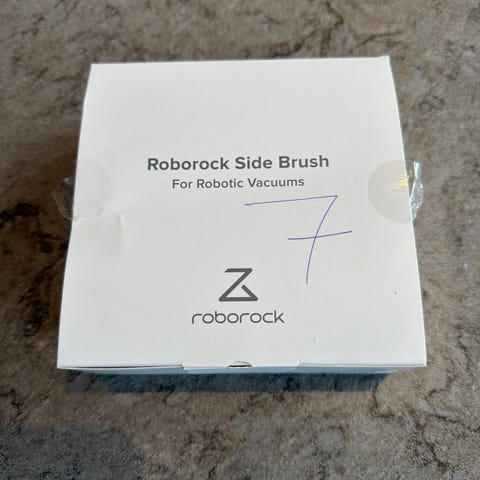 Roborock Side Brush
For Robotic Vacuums
7
roborock